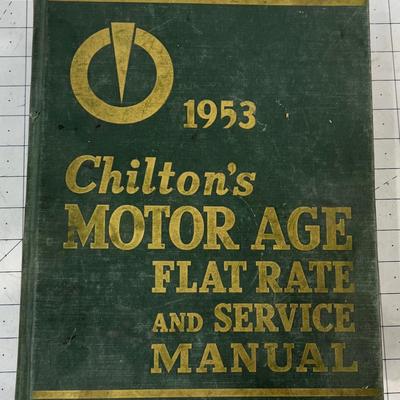 1953
Chilton's
MOTOR AGE
FLAT RATE
AND SERVICE
MANUAL